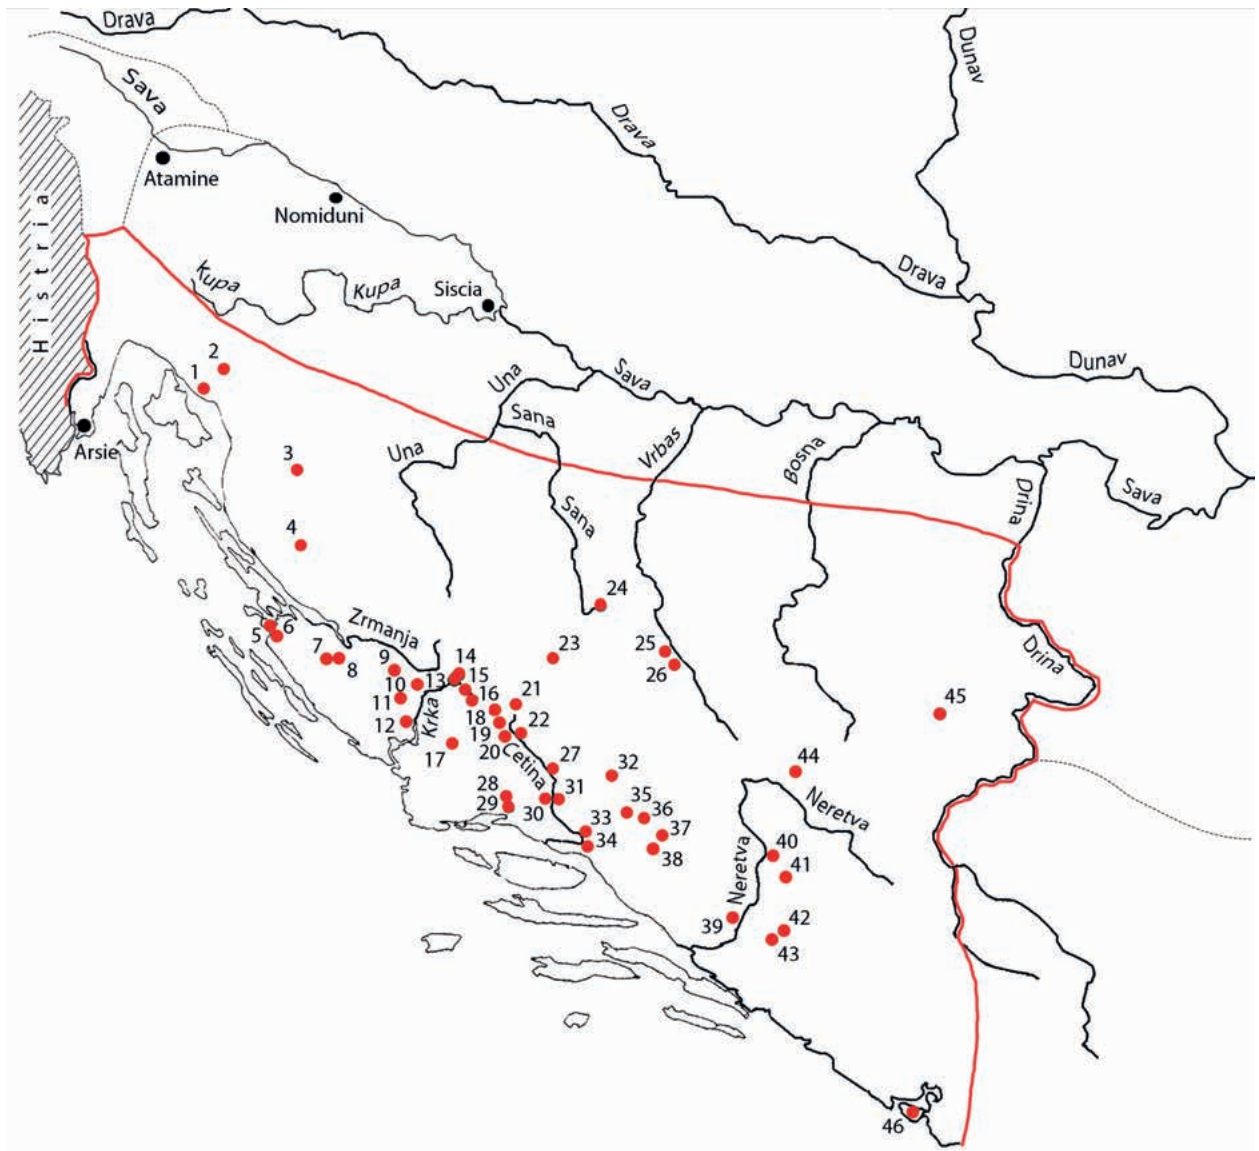 Drava
Dunav
Sava
Drava
Atamine
Nomiduni
Histria
Kupa
Kupa
Siscia
Drava
Dunav
2
1
Una
Sava
Sana
Arsie
Una
Vrbas
Bosna
3
Drina
Sava
Sana
4
24
Zrmanja
5
6
7
8
9
14
23
25
26
Drina
10
13
15
11
16
21
45
12
Krka
18
22
17
19
20
Cetina
27
32
44
28
31
Neretva
29
30
35
36
33
37
34
38
40
Neretva
41
39
42
43
46